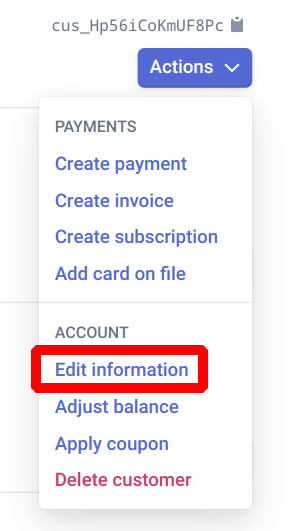 cus_Hp56iCoKmUF8Pc
Actions
PAYMENTS
Create payment
Create invoice
Create subscription
Add card on file
ACCOUNT
Edit information
Adjust balance
Apply coupon
Delete customer